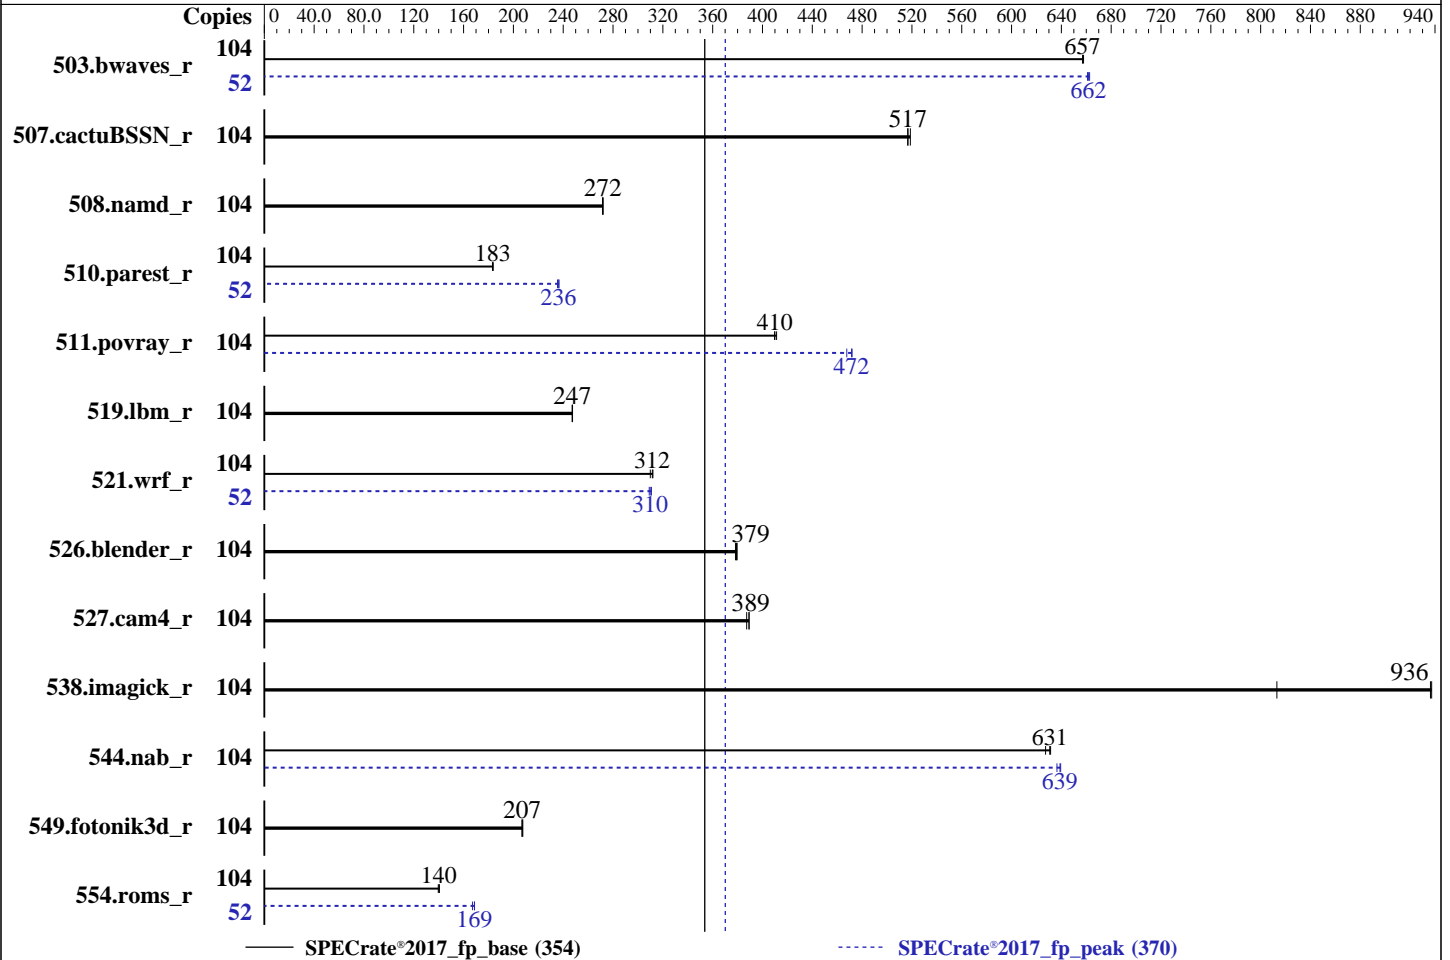 Copies 0 40.0 80 120 160 200 240 280 320 360 400 440 480 520 560 600 640 680 720 760 800 840 880 940
503.bwaves_r 104 657
52 662
507.cactuBSSN_r 104 517
508.namd_r 104 272
510.parest_r 104 183
52 236
511.povray_r 104 410
472
519.lbm_r 104 247
521.wrf_r 104 312
52 310
526.blender_r 104 379
527.cam4_r 104 389
538.imagick_r 104 936
544.nab_r 104 631
639
549.fotonik3d_r 104 207
554.roms_r 104 140
52 169
SPECrate®2017_fp_base (354) SPECrate®2017_fp_peak (370)